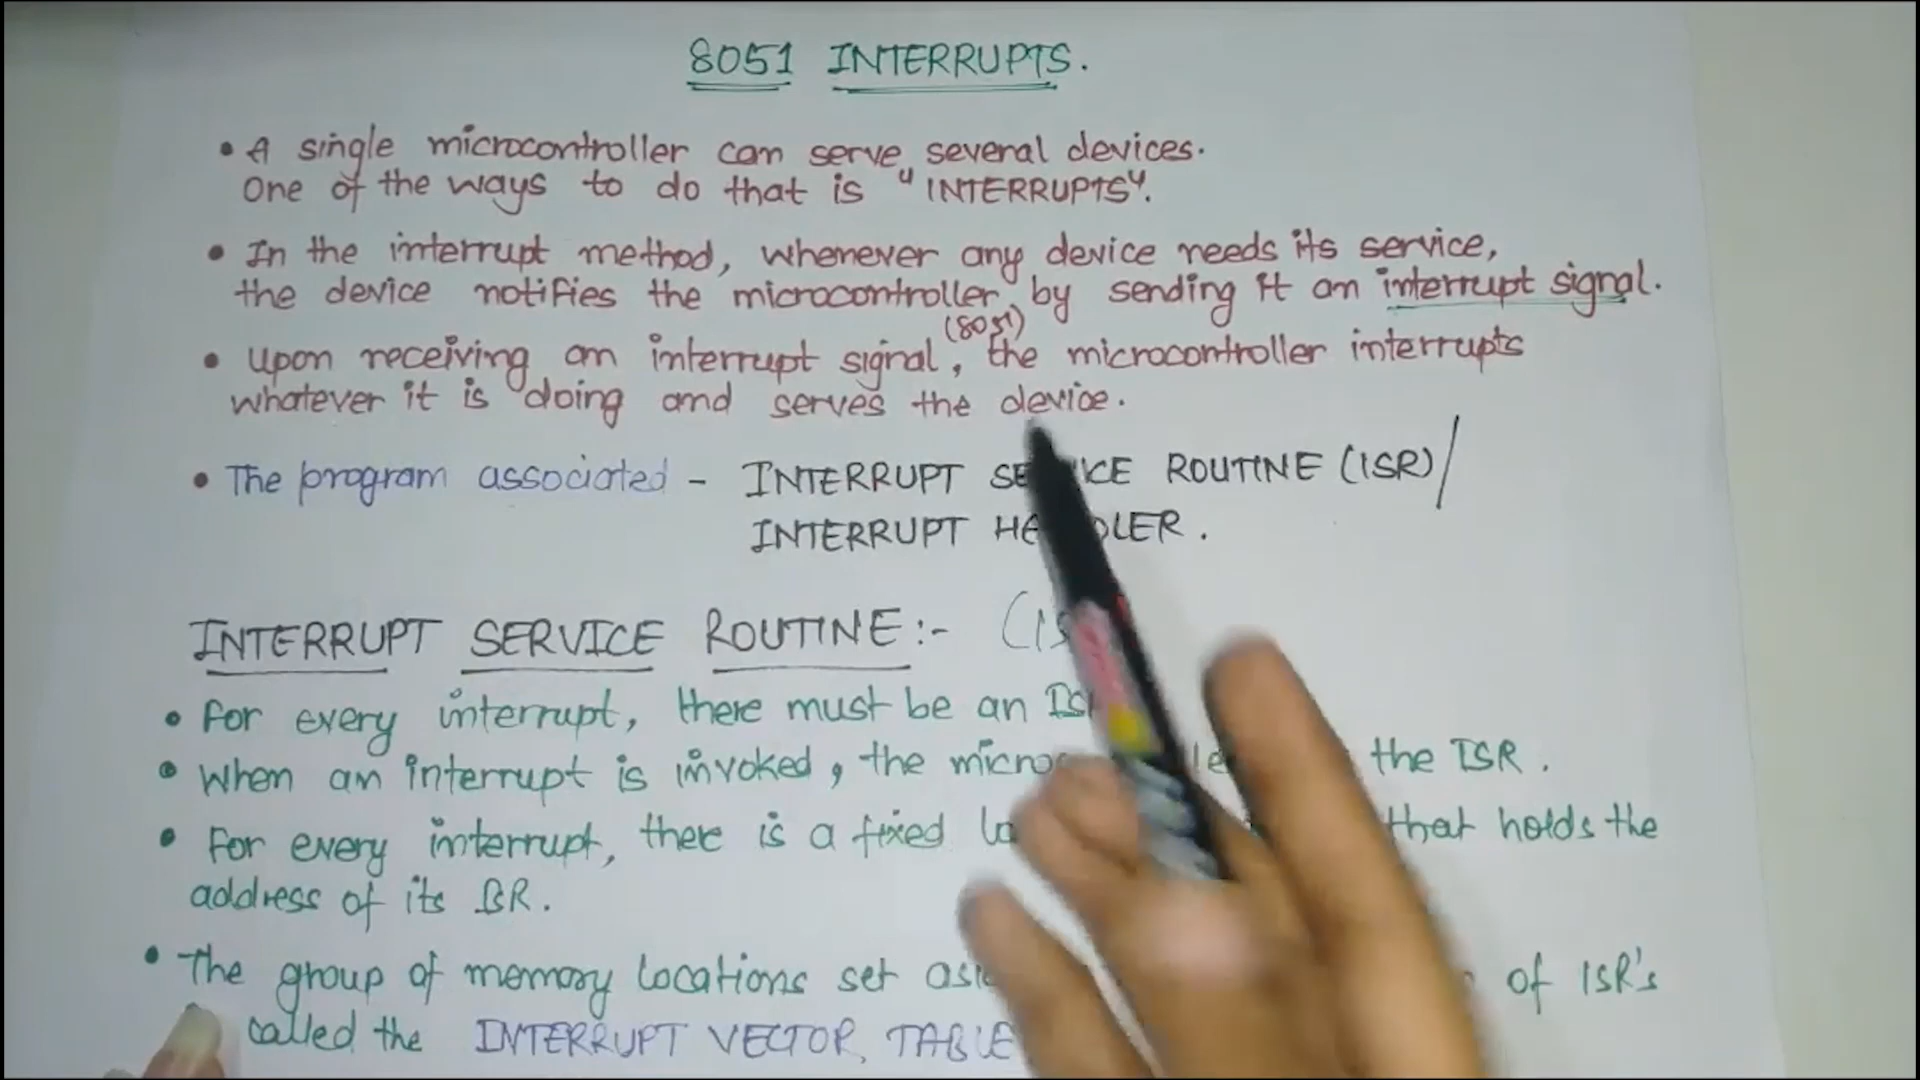 8051 INTERRUPTS.
• A single microcontroller can serve several devices.
One of the ways to do that is "INTERRUPTS".
• In the interrupt method, whenever any device needs its service,
the device notifies the microcontroller by sending it an interrupt signal.
(8051)
• Upon receiving an interrupt signal, the microcontroller interrupts
whatever it is doing and serves the device.
• The program associated - INTERRUPT ROUTINE (ISR)/
INTERRUPT
INTERRUPT SERVICE ROUTINE:-
• For every interrupt, there must be an
• When an interrupt is invoked, the the ISR.
• For every interrupt, there is a fixed that holds the
address of its ISR.
• The group of memory locations set of ISR's
called the INTERRUPT VECTOR TABLE